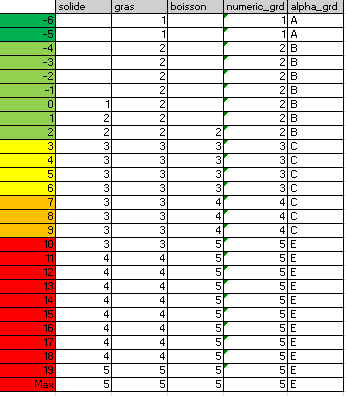 solide gras boisson numeric_grd alpha_grd
-6 1 1 A
-5 1 1 A
-4 2 2 B
-3 2 2 B
-2 2 2 B
-1 2 2 B
0 1 2 2 B
1 2 2 2 B
2 2 2 2 2 B
3 3 3 3 3 C
4 3 3 3 3 C
5 3 3 3 3 C
6 3 3 3 3 C
7 3 3 4 4 C
8 3 3 4 4 C
9 3 3 4 4 C
10 3 3 5 5 E
11 4 4 5 5 E
12 4 4 5 5 E
13 4 4 5 5 E
14 4 4 5 5 E
15 4 4 5 5 E
16 4 4 5 5 E
17 4 4 5 5 E
18 4 4 5 5 E
19 5 5 5 5 E
Max 5 5 5 5 E